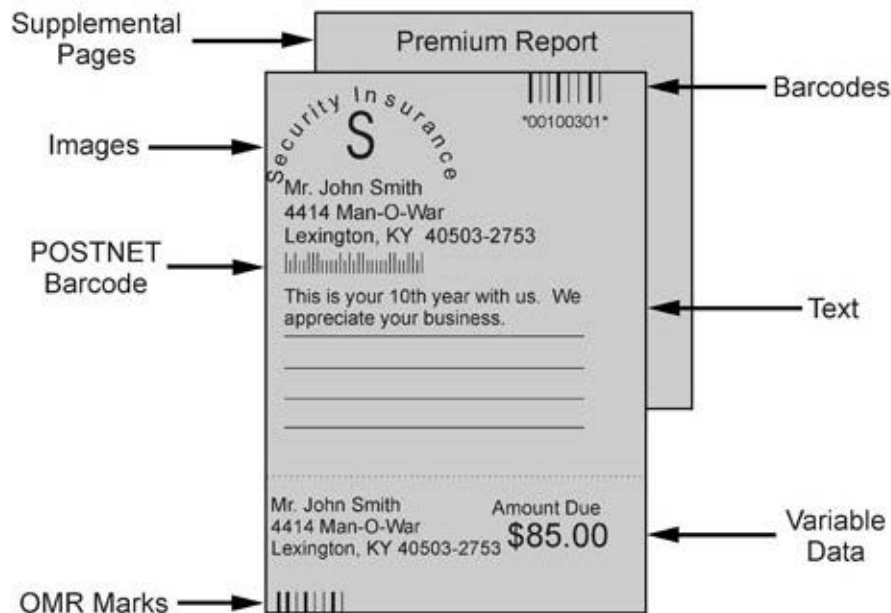 Supplemental
Pages
Premium Report
Barcodes
*00100301*
Security Insurance
S
Images
Mr. John Smith
4414 Man-O-War
Lexington, KY 40503-2753
POSTNET
Barcode
This is your 10th year with us. We
appreciate your business.
Text
Mr. John Smith
4414 Man-O-War
Lexington, KY 40503-2753
Amount Due
$85.00
Variable
Data
OMR Marks